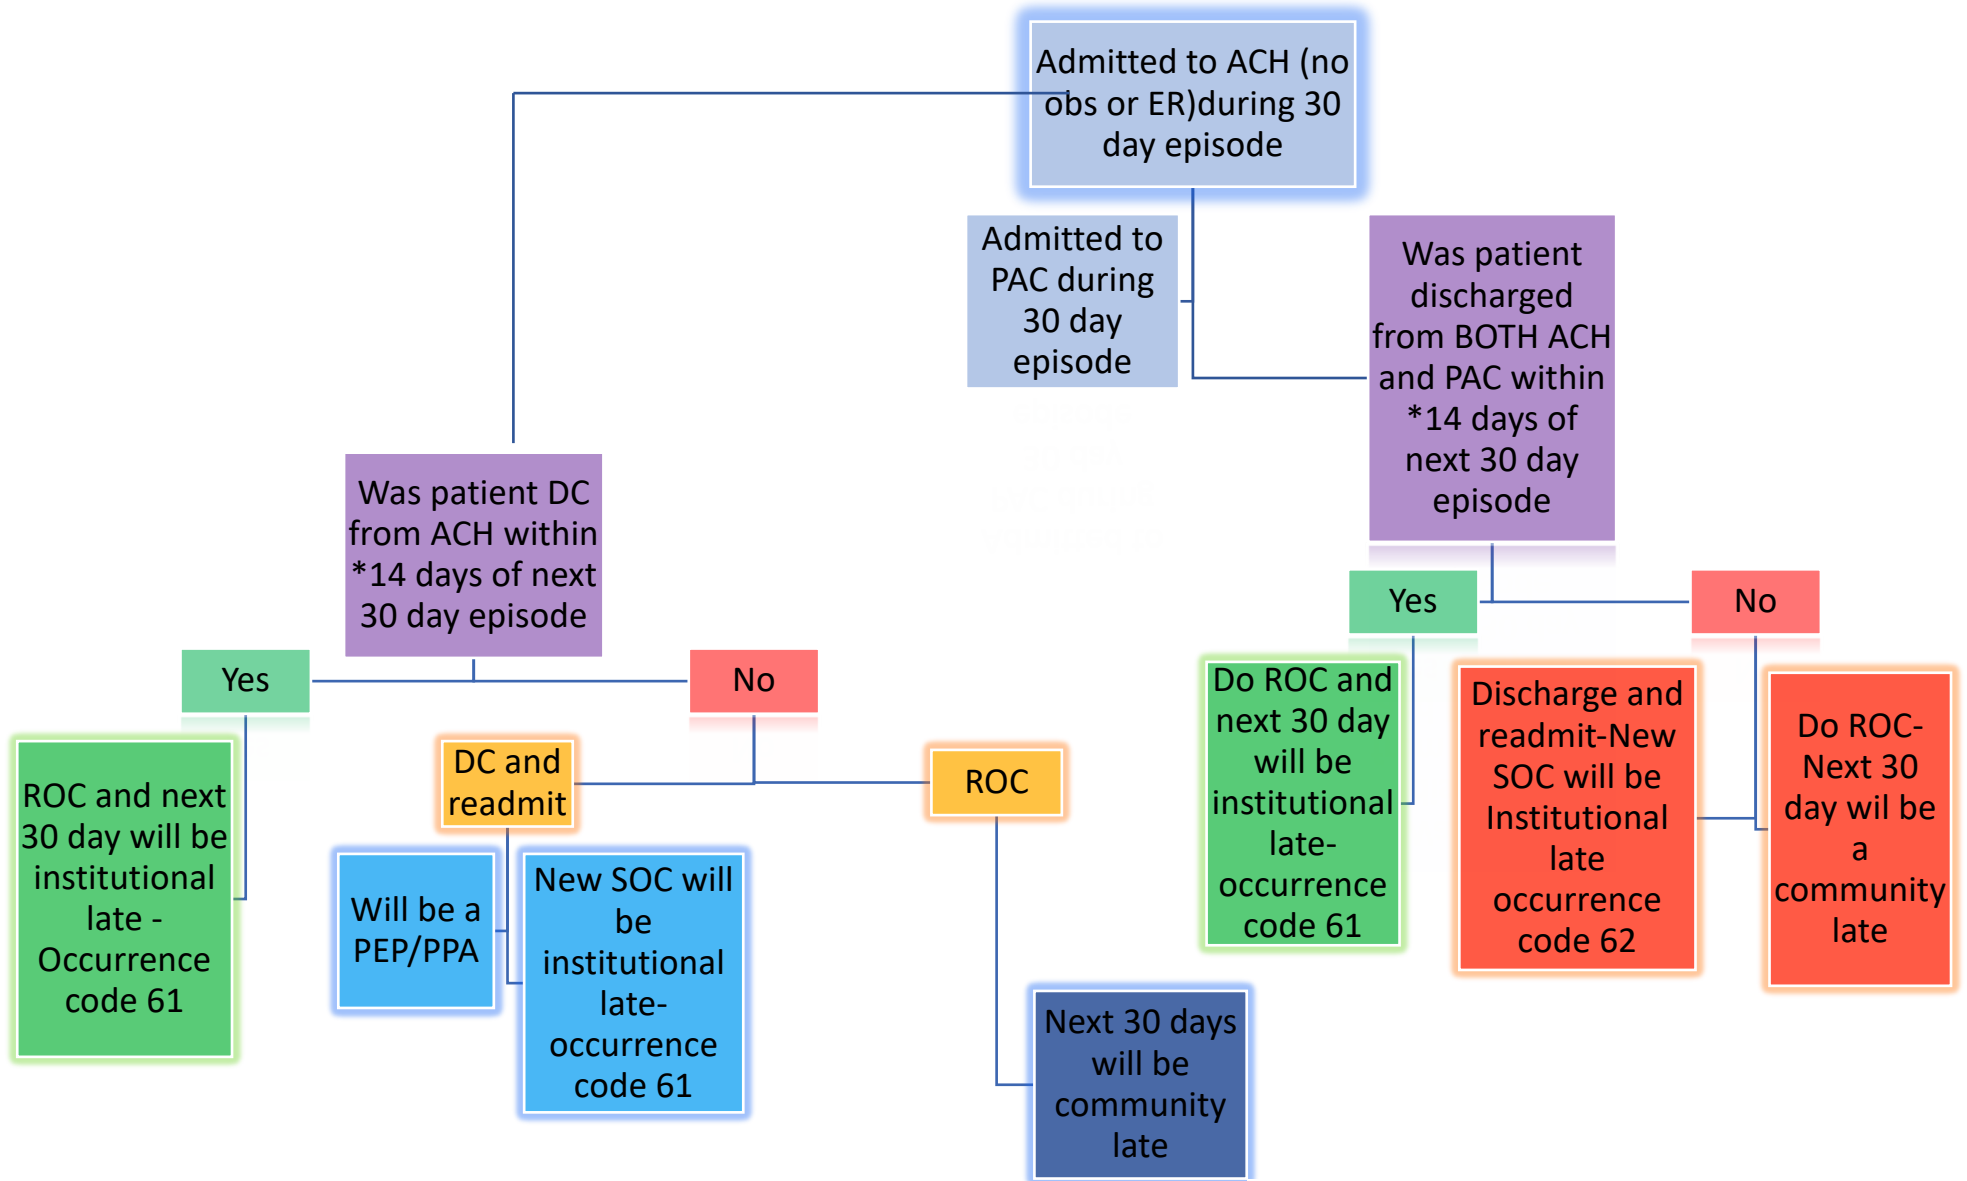 Admitted to ACH (no
obs or ER)during 30
day episode
Admitted to
PAC during
30 day
episode
Was patient
discharged
from BOTH ACH
and PAC within
*14 days of
next 30 day
episode
Was patient DC
from ACH within
*14 days of next
30 day episode
Yes
No
Yes
No
ROC and next
30 day will be
institutional
late -
Occurrence
code 61
DC and
readmit
ROC
Will be a
PEP/PPA
New SOC will
be
institutional
late-
occurrence
code 61
Next 30 days
will be
community
late
Do ROC and
next 30 day
will be
institutional
late-
occurrence
code 61
Discharge and
readmit-New
SOC will be
Institutional
late
occurrence
code 62
Do ROC-
Next 30
day wil be
a
community
late